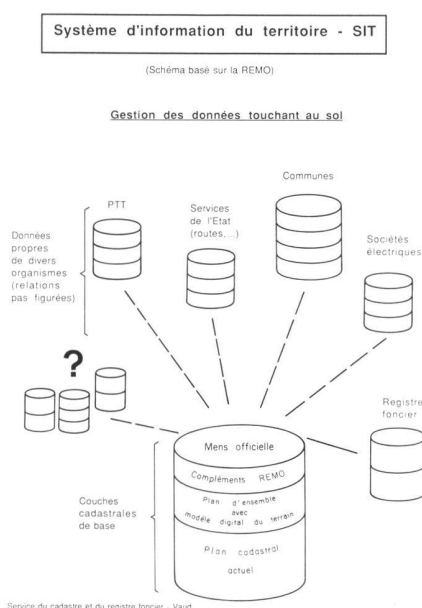 Système d'information du territoire - SIT
(Schéma basé sur la REMO)
Gestion des données touchant au sol
Communes
PTT
Services
de l'Etat
(routes,...)
Sociétés
électriques
Données
propres
de divers
organismes
(relations
pas figurées)
?
Registre
foncier
Mens officielle
Compléments REMO
Plan d'ensemble
avec
modèle digital du terrain
Plan cadastral
actuel
Couches
cadastrales
de base
Service du cadastre et du registre foncier - Vaud